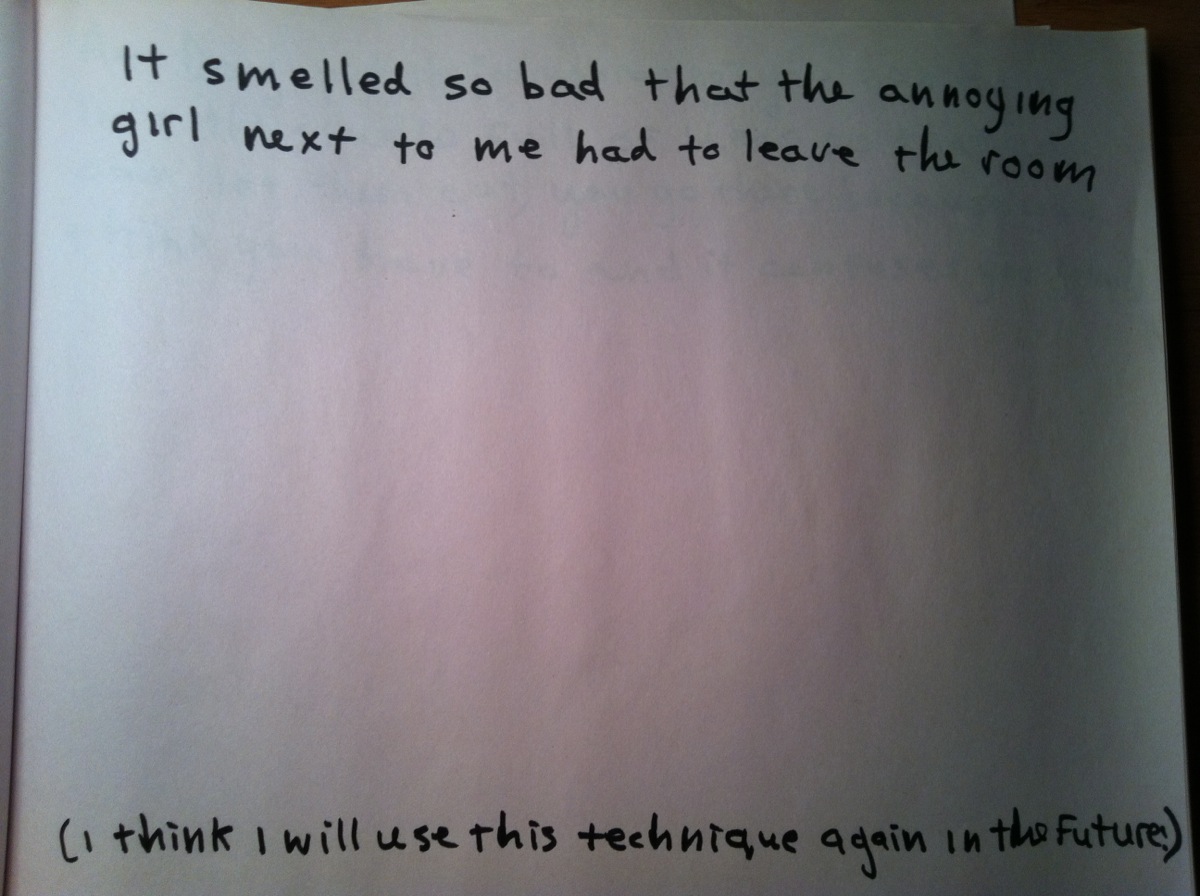 It smelled so bad that the annoying
girl next to me had to leave the room
(I think I will use this technique again in the Future!)